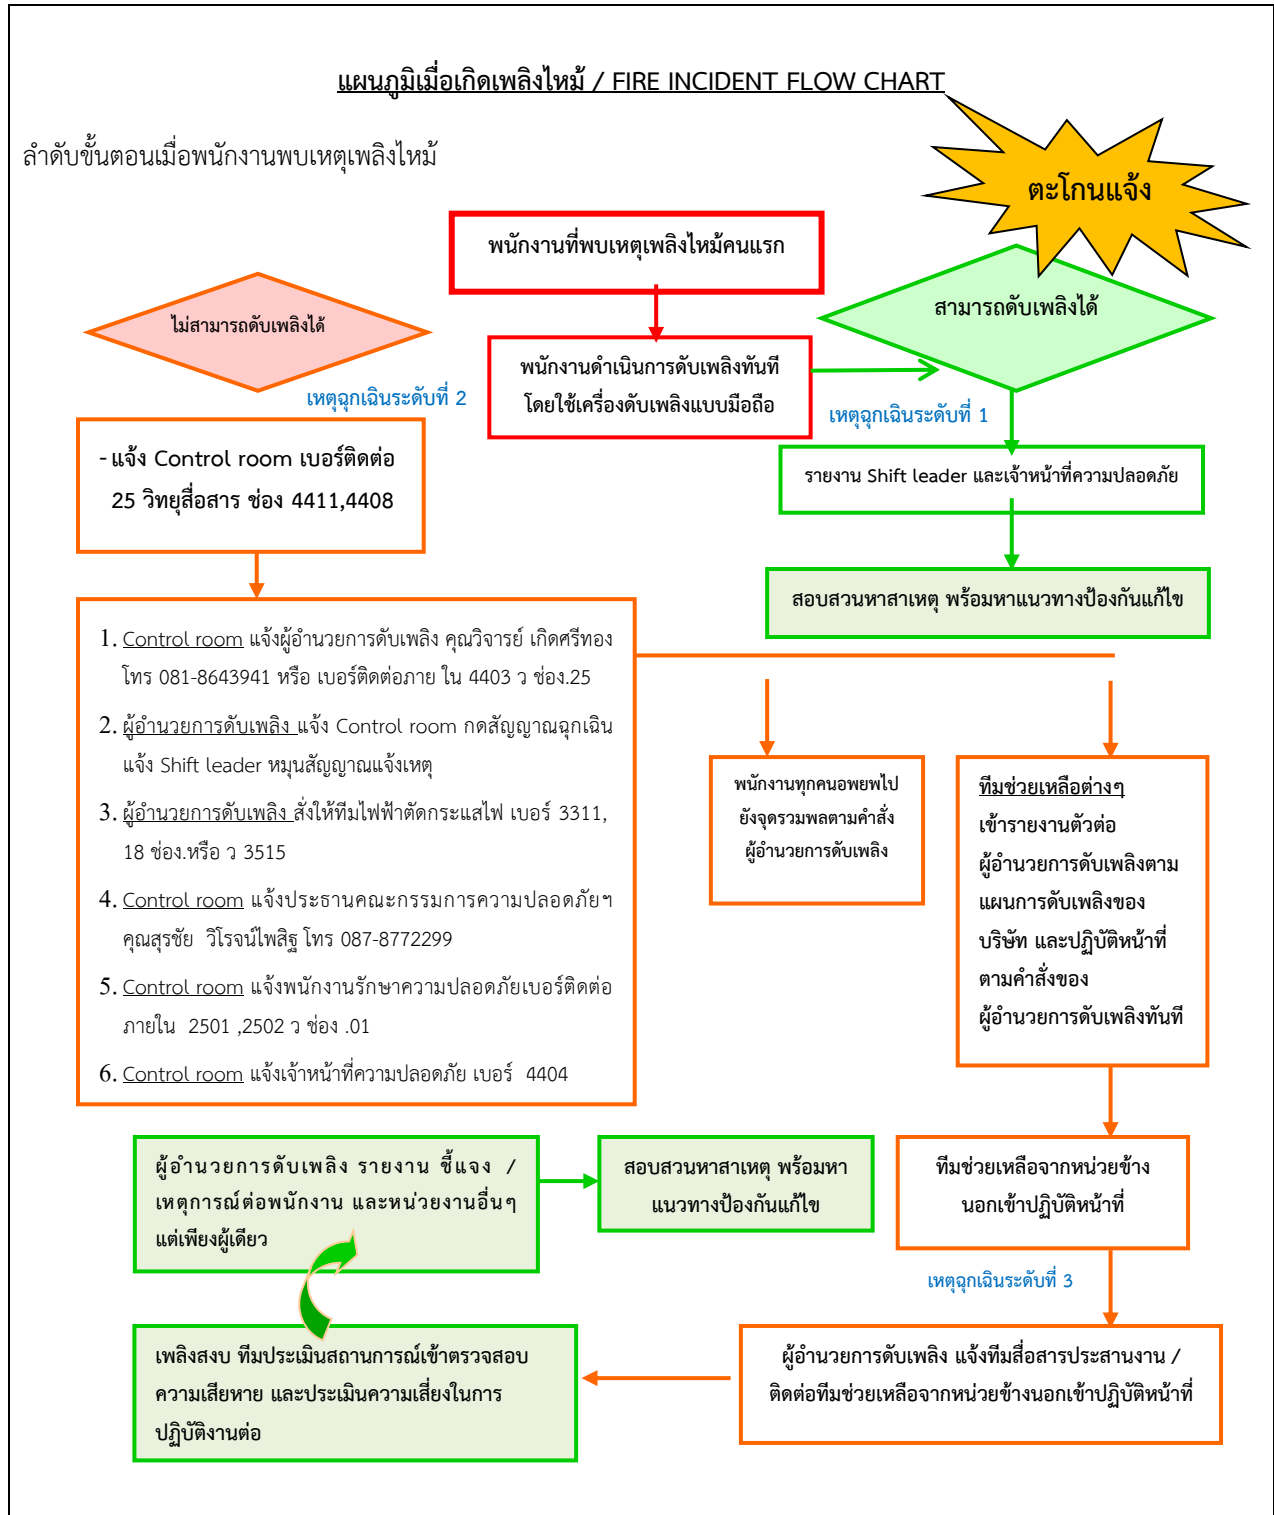 แผนภูมิเมื่อเกิดเพลิงไหม้ / FIRE INCIDENT FLOW CHART
ลำดับขั้นตอนเมื่อพนักงานพบเหตุเพลิงไหม้
ตะโกนแจ้ง
พนักงานที่พบเหตุเพลิงไหม้คนแรก
สามารถดับเพลิงได้
ไม่สามารถดับเพลิงได้
พนักงานดำเนินการดับเพลิงทันที
โดยใช้เครื่องดับเพลิงแบบมือถือ
เหตุฉุกเฉินระดับที่ 2
เหตุฉุกเฉินระดับที่ 1
- แจ้ง Control room เบอร์ติดต่อ
25 วิทยุสื่อสาร ช่อง 4411,4408
รายงาน Shift leader และเจ้าหน้าที่ความปลอดภัย
สอบสวนหาสาเหตุ พร้อมหาแนวทางป้องกันแก้ไข
1. Control room แจ้งผู้อำนวยการดับเพลิง คุณวิจารย์ เกิดศรีทอง
โทร 081-8643941 หรือ เบอร์ติดต่อภาย ใน 4403 ว ช่อง.25
2. ผู้อำนวยการดับเพลิง แจ้ง Control room กดสัญญาณฉุกเฉิน
แจ้ง Shift leader หมุนสัญญาณแจ้งเหตุ
3. ผู้อำนวยการดับเพลิง สั่งให้ทีมไฟฟ้าตัดกระแสไฟ เบอร์ 3311,
18 ช่อง.หรือ ว 3515
4. Control room แจ้งประธานคณะกรรมการความปลอดภัยฯ
คุณสุรชัย วิโรจน์ไพสิฐ โทร 087-8772299
5. Control room แจ้งพนักงานรักษาความปลอดภัยเบอร์ติดต่อ
ภายใน 2501 ,2502 ว ช่อง .01
6. Control room แจ้งเจ้าหน้าที่ความปลอดภัย เบอร์ 4404
พนักงานทุกคนอพยพไป
ยังจุดรวมพลตามคำสั่ง
ผู้อำนวยการดับเพลิง
ทีมช่วยเหลือต่างๆ
เข้ารายงานตัวต่อ
ผู้อำนวยการดับเพลิงตาม
แผนการดับเพลิงของ
บริษัท และปฏิบัติหน้าที่
ตามคำสั่งของ
ผู้อำนวยการดับเพลิงทันที
ผู้อำนวยการดับเพลิง รายงาน ชี้แจง /
เหตุการณ์ต่อพนักงาน และหน่วยงานอื่นๆ
แต่เพียงผู้เดียว
สอบสวนหาสาเหตุ พร้อมหา
แนวทางป้องกันแก้ไข
ทีมช่วยเหลือจากหน่วยข้าง
นอกเข้าปฏิบัติหน้าที่
เหตุฉุกเฉินระดับที่ 3
เพลิงสงบ ทีมประเมินสถานการณ์เข้าตรวจสอบ
ความเสียหาย และประเมินความเสี่ยงในการ
ปฏิบัติงานต่อ
ผู้อำนวยการดับเพลิง แจ้งทีมสื่อสารประสานงาน /
ติดต่อทีมช่วยเหลือจากหน่วยข้างนอกเข้าปฏิบัติหน้าที่